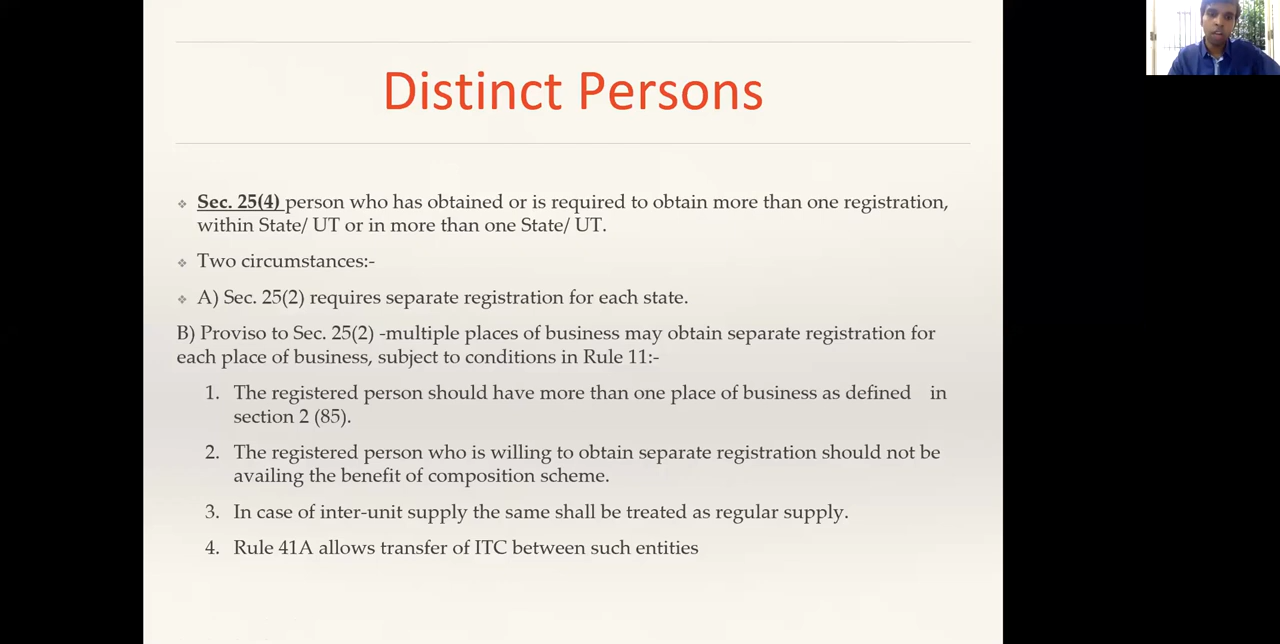 Distinct Persons
❖ Sec. 25(4) person who has obtained or is required to obtain more than one registration,
within State/ UT or in more than one State/ UT.
❖ Two circumstances:-
❖ A) Sec. 25(2) requires separate registration for each state.
B) Proviso to Sec. 25(2) -multiple places of business may obtain separate registration for
each place of business, subject to conditions in Rule 11:-
1. The registered person should have more than one place of business as defined in
section 2 (85).
2. The registered person who is willing to obtain separate registration should not be
availing the benefit of composition scheme.
3. In case of inter-unit supply the same shall be treated as regular supply.
4. Rule 41A allows transfer of ITC between such entities